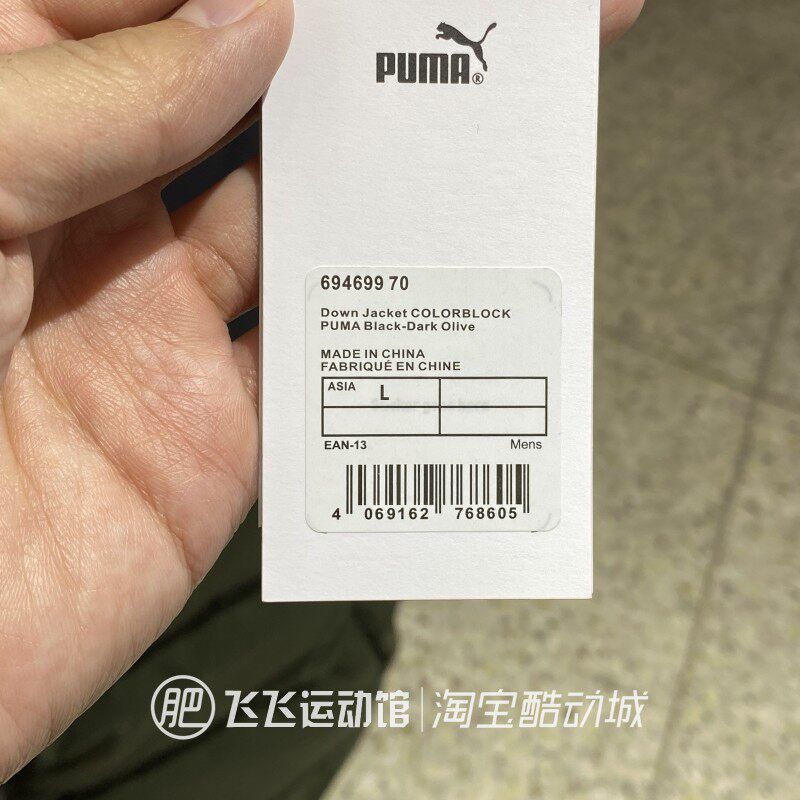 PUMA®
694699 70
Down Jacket COLORBLOCK
PUMA Black-Dark Olive
MADE IN CHINA
FABRIQUÉ EN CHINE
ASIA L
EAN-13 Mens
4 069162 768605
肥 飞飞运动馆|淘宝酷动城